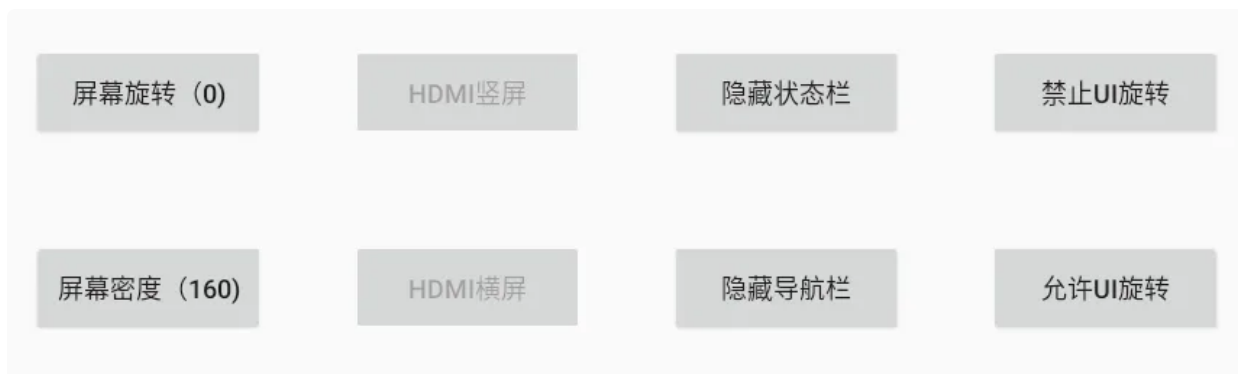 屏幕旋转（0)
HDMI竖屏
隐藏状态栏
禁止UI旋转
屏幕密度（160)
HDMI横屏
隐藏导航栏
允许UI旋转